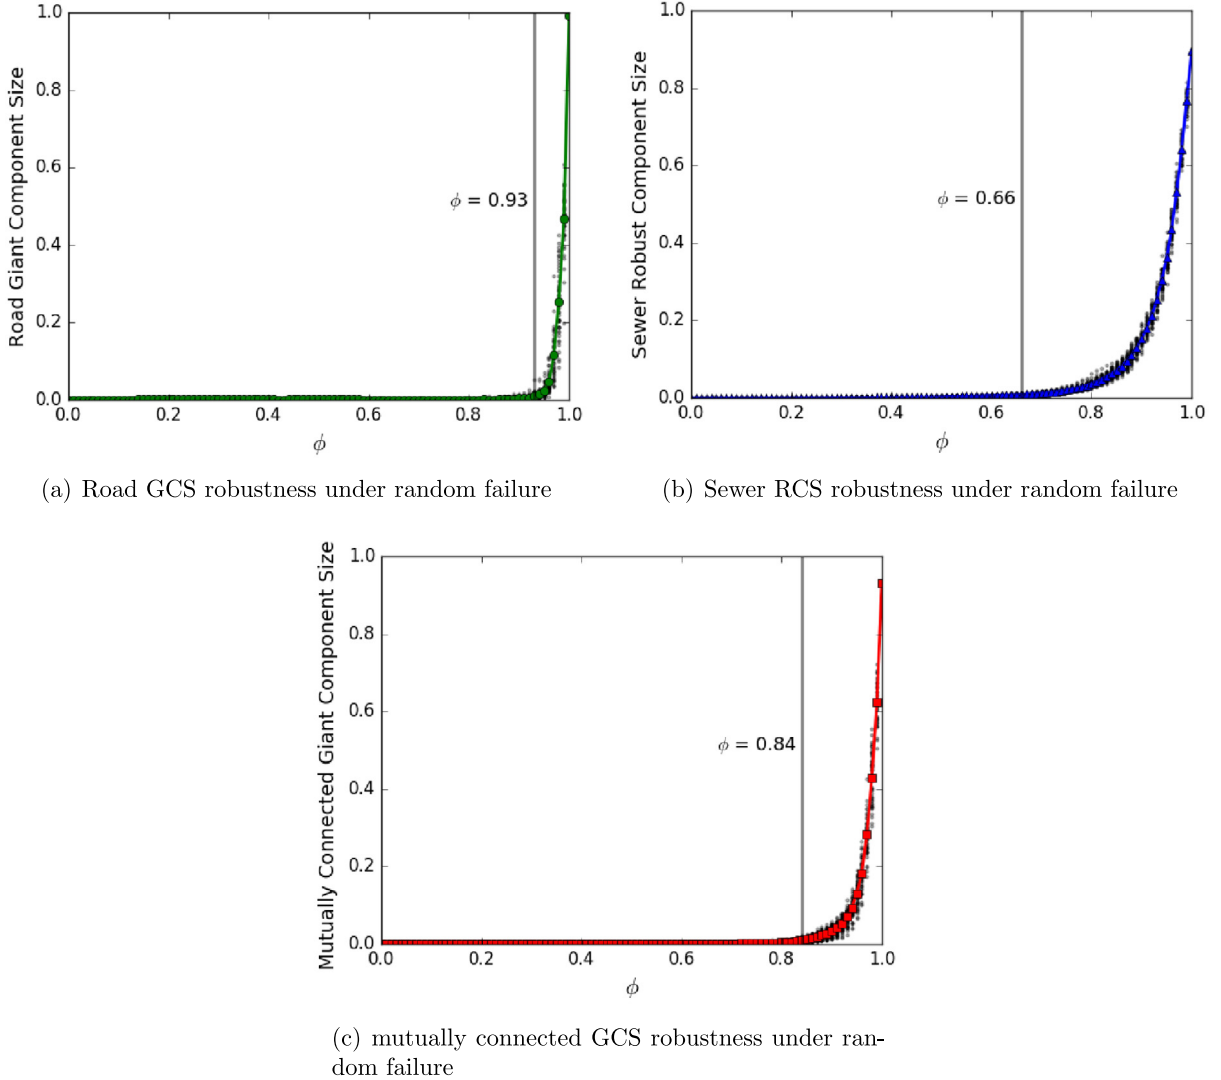 Road Giant Component Size
1.0
0.8
0.6
0.4
0.2
0.0
ϕ = 0.93
0.0 0.2 0.4 0.6 0.8 1.0
ϕ
(a) Road GCS robustness under random failure
Sewer Robust Component Size
1.0
0.8
0.6
0.4
0.2
0.0
ϕ = 0.66
0.0 0.2 0.4 0.6 0.8 1.0
ϕ
(b) Sewer RCS robustness under random failure
Mutually Connected Giant Component Size
1.0
0.8
0.6
0.4
0.2
0.0
ϕ = 0.84
0.0 0.2 0.4 0.6 0.8 1.0
ϕ
(c) mutually connected GCS robustness under ran-
dom failure